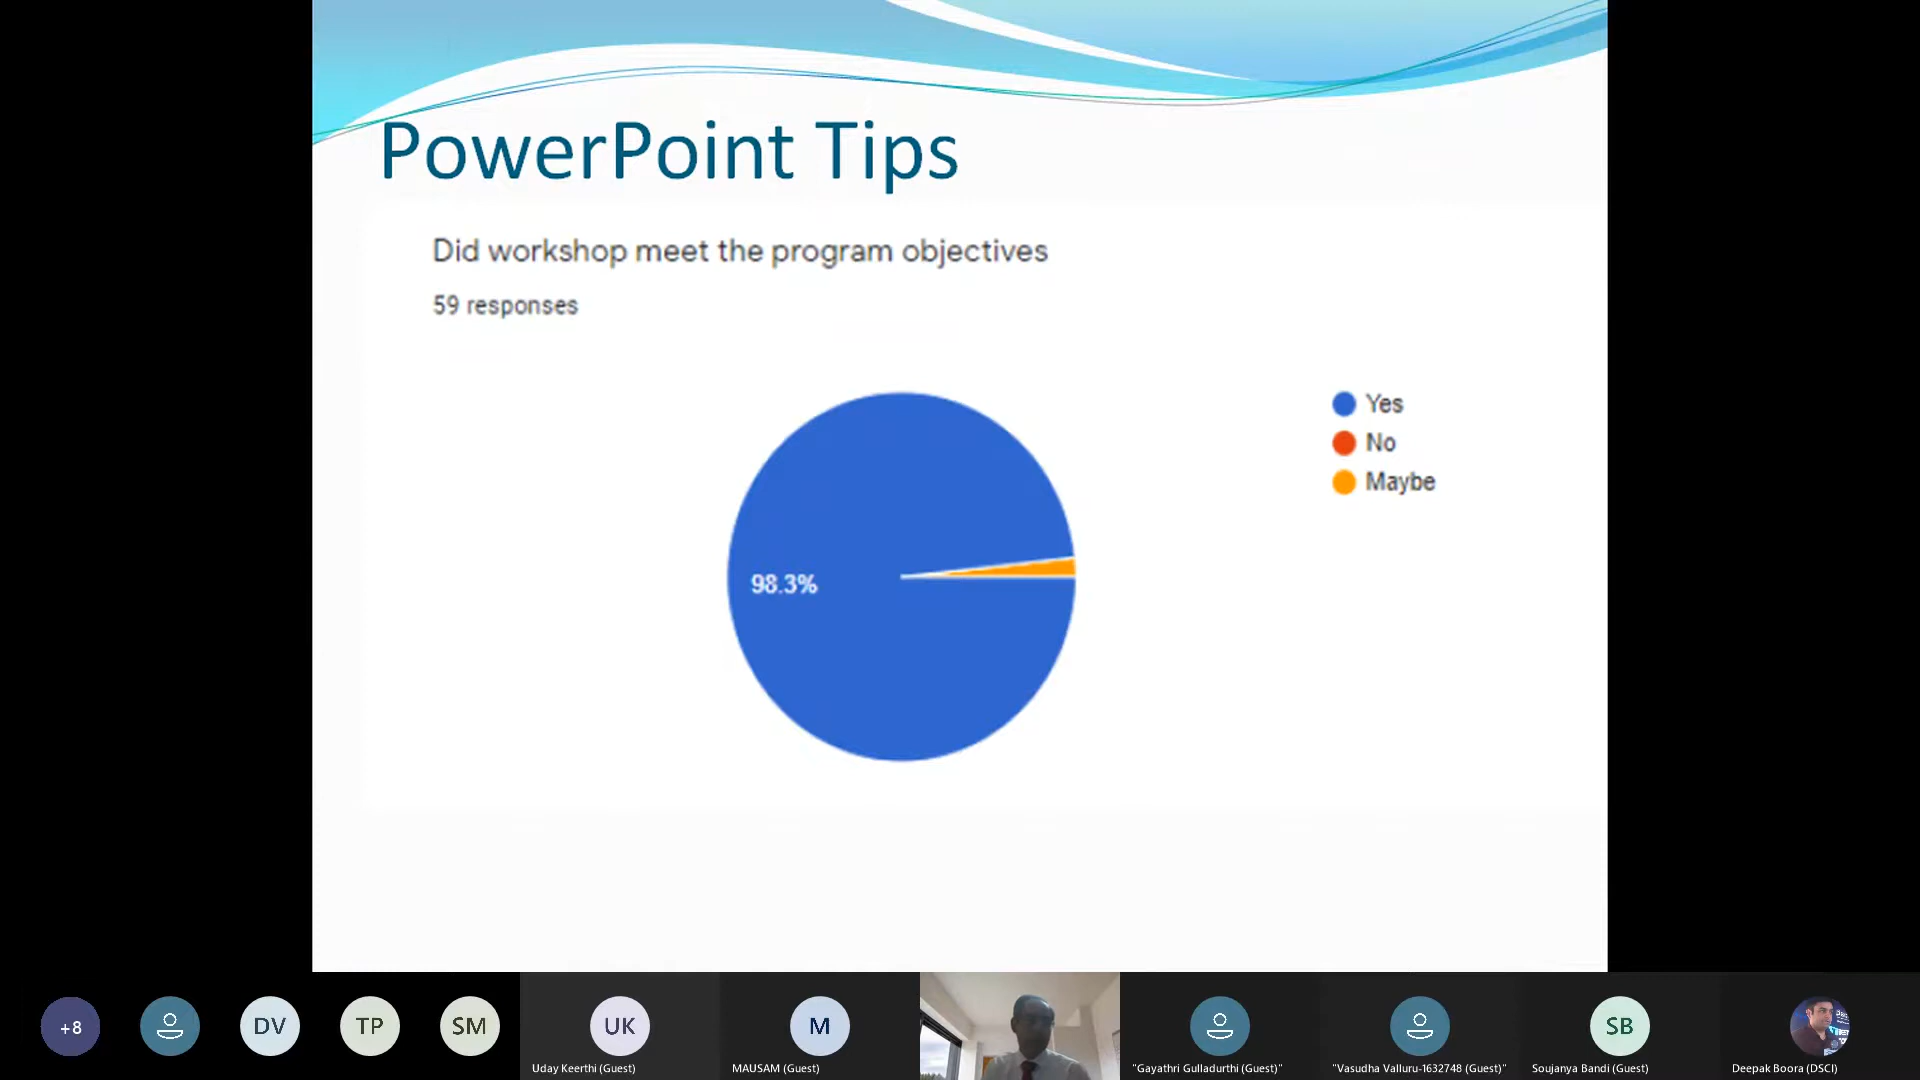 PowerPoint Tips
Did workshop meet the program objectives
59 responses
Yes
No
Maybe
98.3%
+8
DV
TP
SM
UK
M
SB
Uday Keerthi (Guest)
MAUSAM (Guest)
"Gayathri Gulladurthi (Guest)"
"Vasudha Valluru-1632748 (Guest)"
Soujanya Bandi (Guest)
Deepak Boora (DSCI)